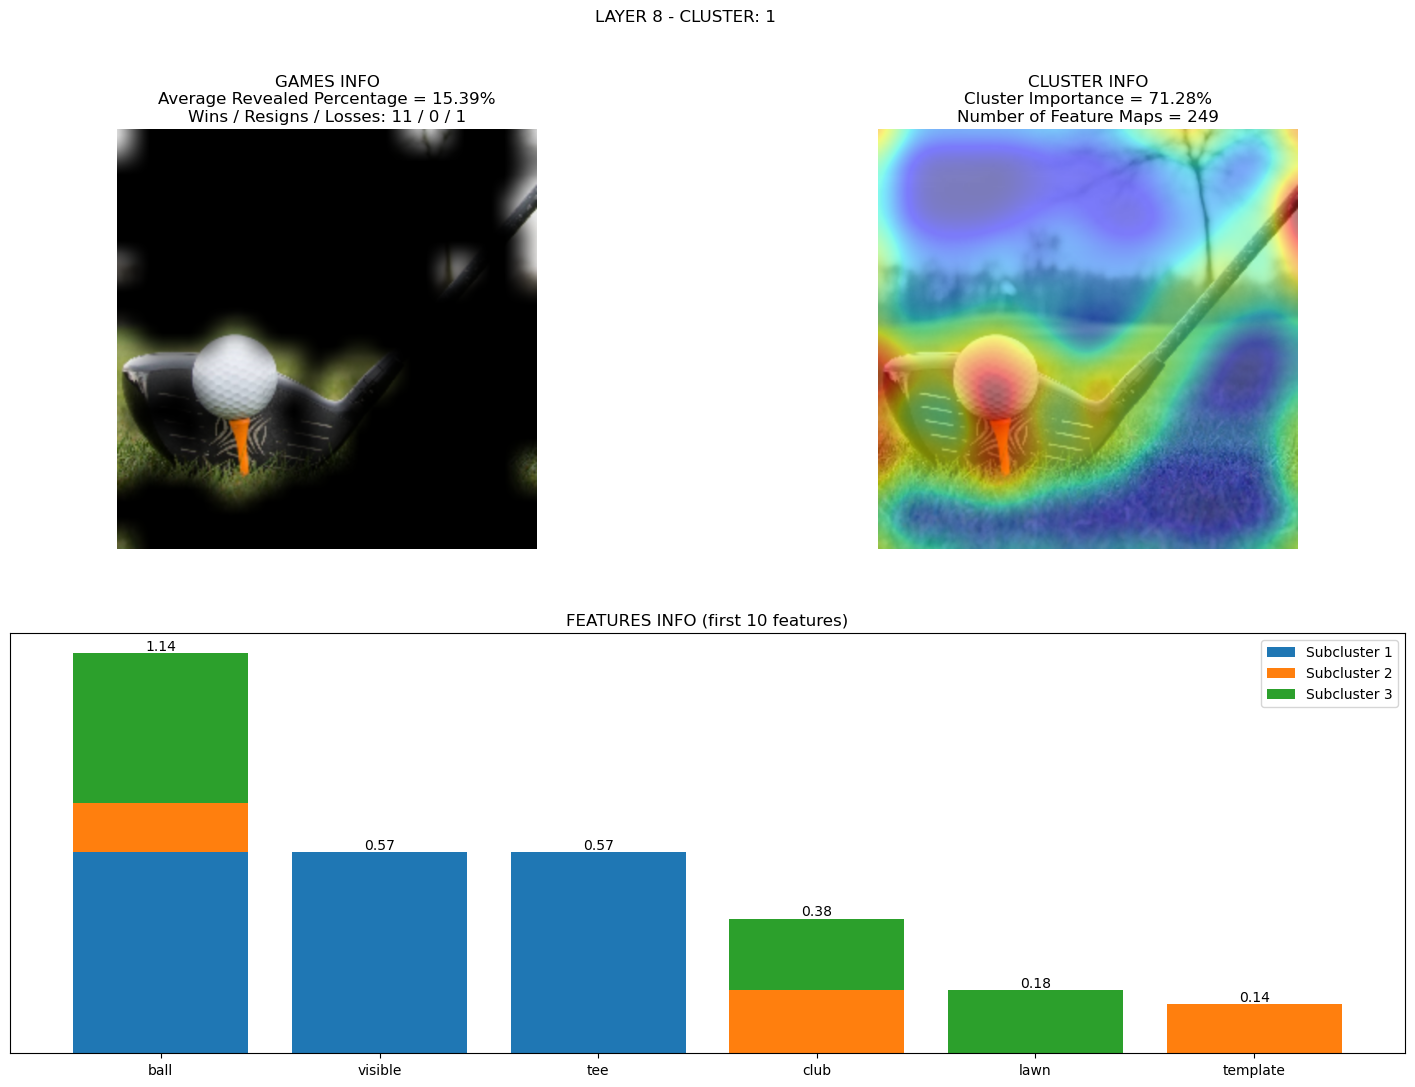 LAYER 8 - CLUSTER: 1
GAMES INFO
Average Revealed Percentage = 15.39%
Wins / Resigns / Losses: 11 / 0 / 1
CLUSTER INFO
Cluster Importance = 71.28%
Number of Feature Maps = 249
FEATURES INFO (first 10 features)
Subcluster 1
Subcluster 2
Subcluster 3
1.14
0.57
0.57
0.38
0.18
0.14
ball
visible
tee
club
lawn
template